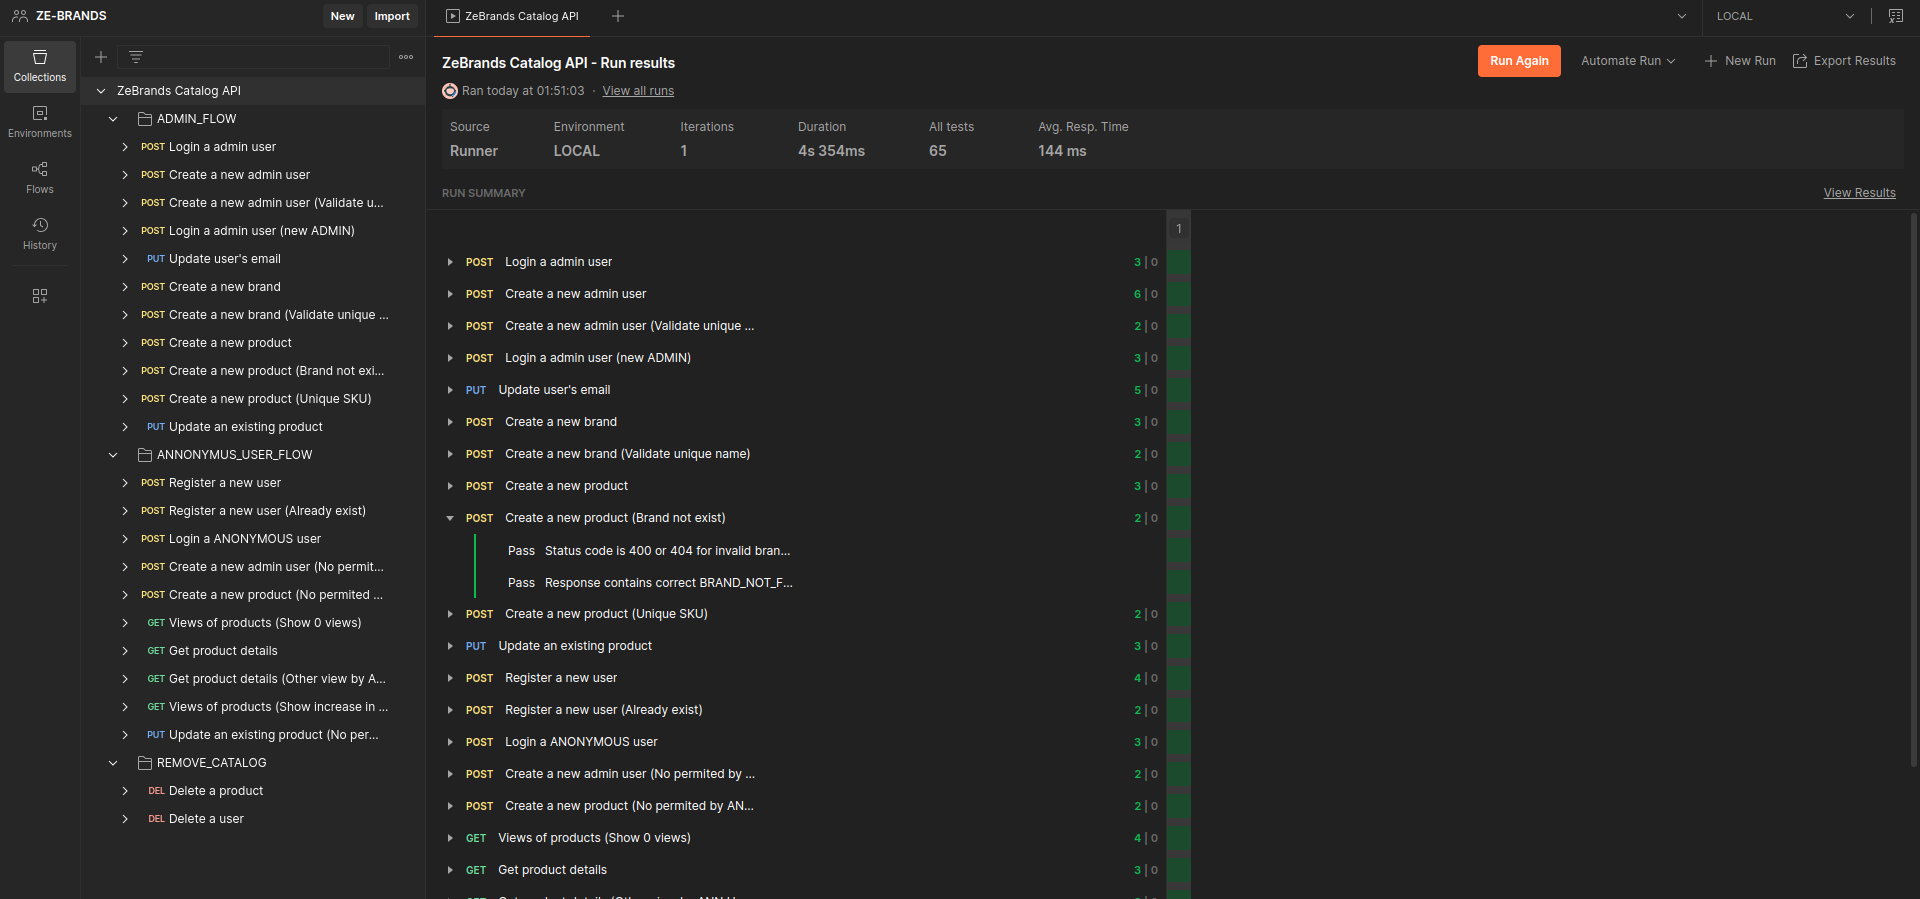 ZE-BRANDS
New
Import
ZeBrands Catalog API
LOCAL
Collections
Environments
Flows
History
ZeBrands Catalog API
ADMIN_FLOW
POST Login a admin user
POST Create a new admin user
POST Create a new admin user (Validate u...
POST Login a admin user (new ADMIN)
PUT Update user's email
POST Create a new brand
POST Create a new brand (Validate unique ...
POST Create a new product
POST Create a new product (Brand not exi...
POST Create a new product (Unique SKU)
PUT Update an existing product
ANNONYMUS_USER_FLOW
POST Register a new user
POST Register a new user (Already exist)
POST Login a ANONYMOUS user
POST Create a new admin user (No permit...
POST Create a new product (No permited ...
GET Views of products (Show 0 views)
GET Get product details
GET Get product details (Other view by A...
GET Views of products (Show increase in ...
PUT Update an existing product (No per...
REMOVE_CATALOG
DEL Delete a product
DEL Delete a user
ZeBrands Catalog API - Run results
Run Again
Automate Run
New Run
Export Results
Ran today at 01:51:03 · View all runs
Source Environment Iterations Duration All tests Avg. Resp. Time
Runner LOCAL 1 4s 354ms 65 144 ms
RUN SUMMARY
View Results
1
POST Login a admin user 3 | 0
POST Create a new admin user 6 | 0
POST Create a new admin user (Validate unique ... 2 | 0
POST Login a admin user (new ADMIN) 3 | 0
PUT Update user's email 5 | 0
POST Create a new brand 3 | 0
POST Create a new brand (Validate unique name) 2 | 0
POST Create a new product 3 | 0
POST Create a new product (Brand not exist) 2 | 0
Pass Status code is 400 or 404 for invalid bran...
Pass Response contains correct BRAND_NOT_F...
POST Create a new product (Unique SKU) 2 | 0
PUT Update an existing product 3 | 0
POST Register a new user 4 | 0
POST Register a new user (Already exist) 2 | 0
POST Login a ANONYMOUS user 3 | 0
POST Create a new admin user (No permited by ... 2 | 0
POST Create a new product (No permited by AN... 2 | 0
GET Views of products (Show 0 views) 4 | 0
GET Get product details 3 | 0